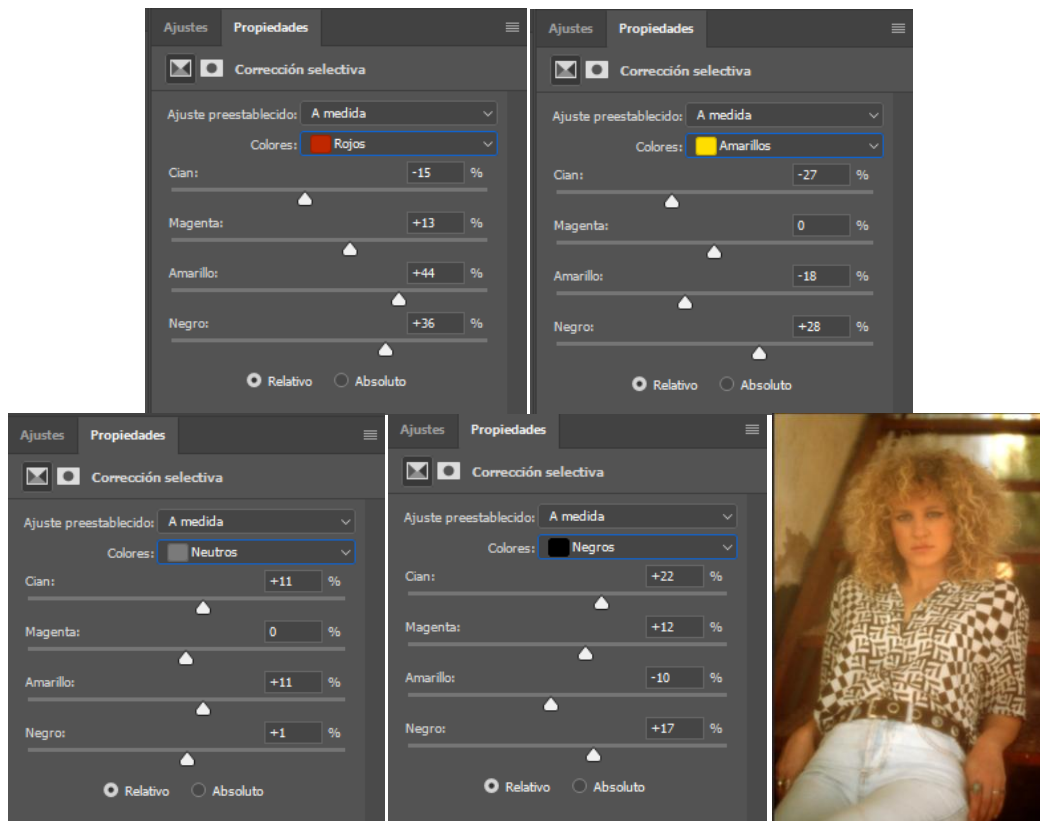 Ajustes Propiedades
Corrección selectiva
Ajuste preestablecido: A medida
Colores: Rojos
Cian: -15 %
Magenta: +13 %
Amarillo: +44 %
Negro: +36 %
Relativo Absoluto
Ajustes Propiedades
Corrección selectiva
Ajuste preestablecido: A medida
Colores: Amarillos
Cian: -27 %
Magenta: 0 %
Amarillo: -18 %
Negro: +28 %
Relativo Absoluto
Ajustes Propiedades
Corrección selectiva
Ajuste preestablecido: A medida
Colores: Neutros
Cian: +11 %
Magenta: 0 %
Amarillo: +11 %
Negro: +1 %
Relativo Absoluto
Ajustes Propiedades
Corrección selectiva
Ajuste preestablecido: A medida
Colores: Negros
Cian: +22 %
Magenta: +12 %
Amarillo: -10 %
Negro: +17 %
Relativo Absoluto